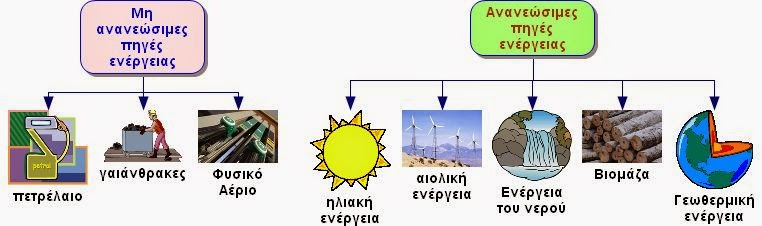 Μη
ανανεώσιμες
πηγές
ενέργειας
Ανανεώσιμες
πηγές
ενέργειας
petrol
petrol
πετρέλαιο
γαιάνθρακες
Φυσικό
Αέριο
ηλιακή
ενέργεια
αιολική
ενέργεια
Ενέργεια
του νερού
Βιομάζα
Γεωθερμική
ενέργεια